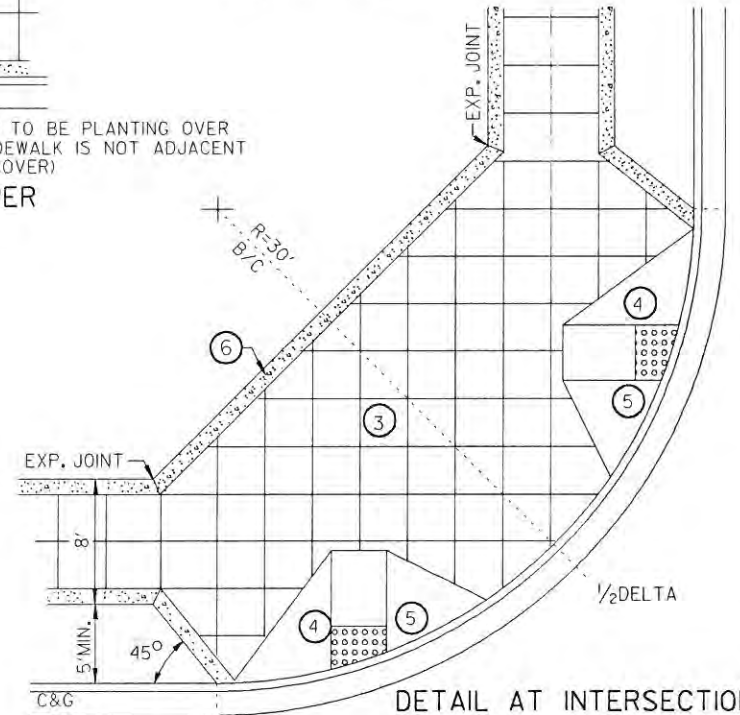 TO BE PLANTING OVER
DEWALK IS NOT ADJACENT
OVER)
ER
EXP. JOINT
R=30'
B/C
4
5
6
3
EXP. JOINT
8'
5'MIN.
45°
4
5
1/2DELTA
C&G
DETAIL AT INTERSECTION